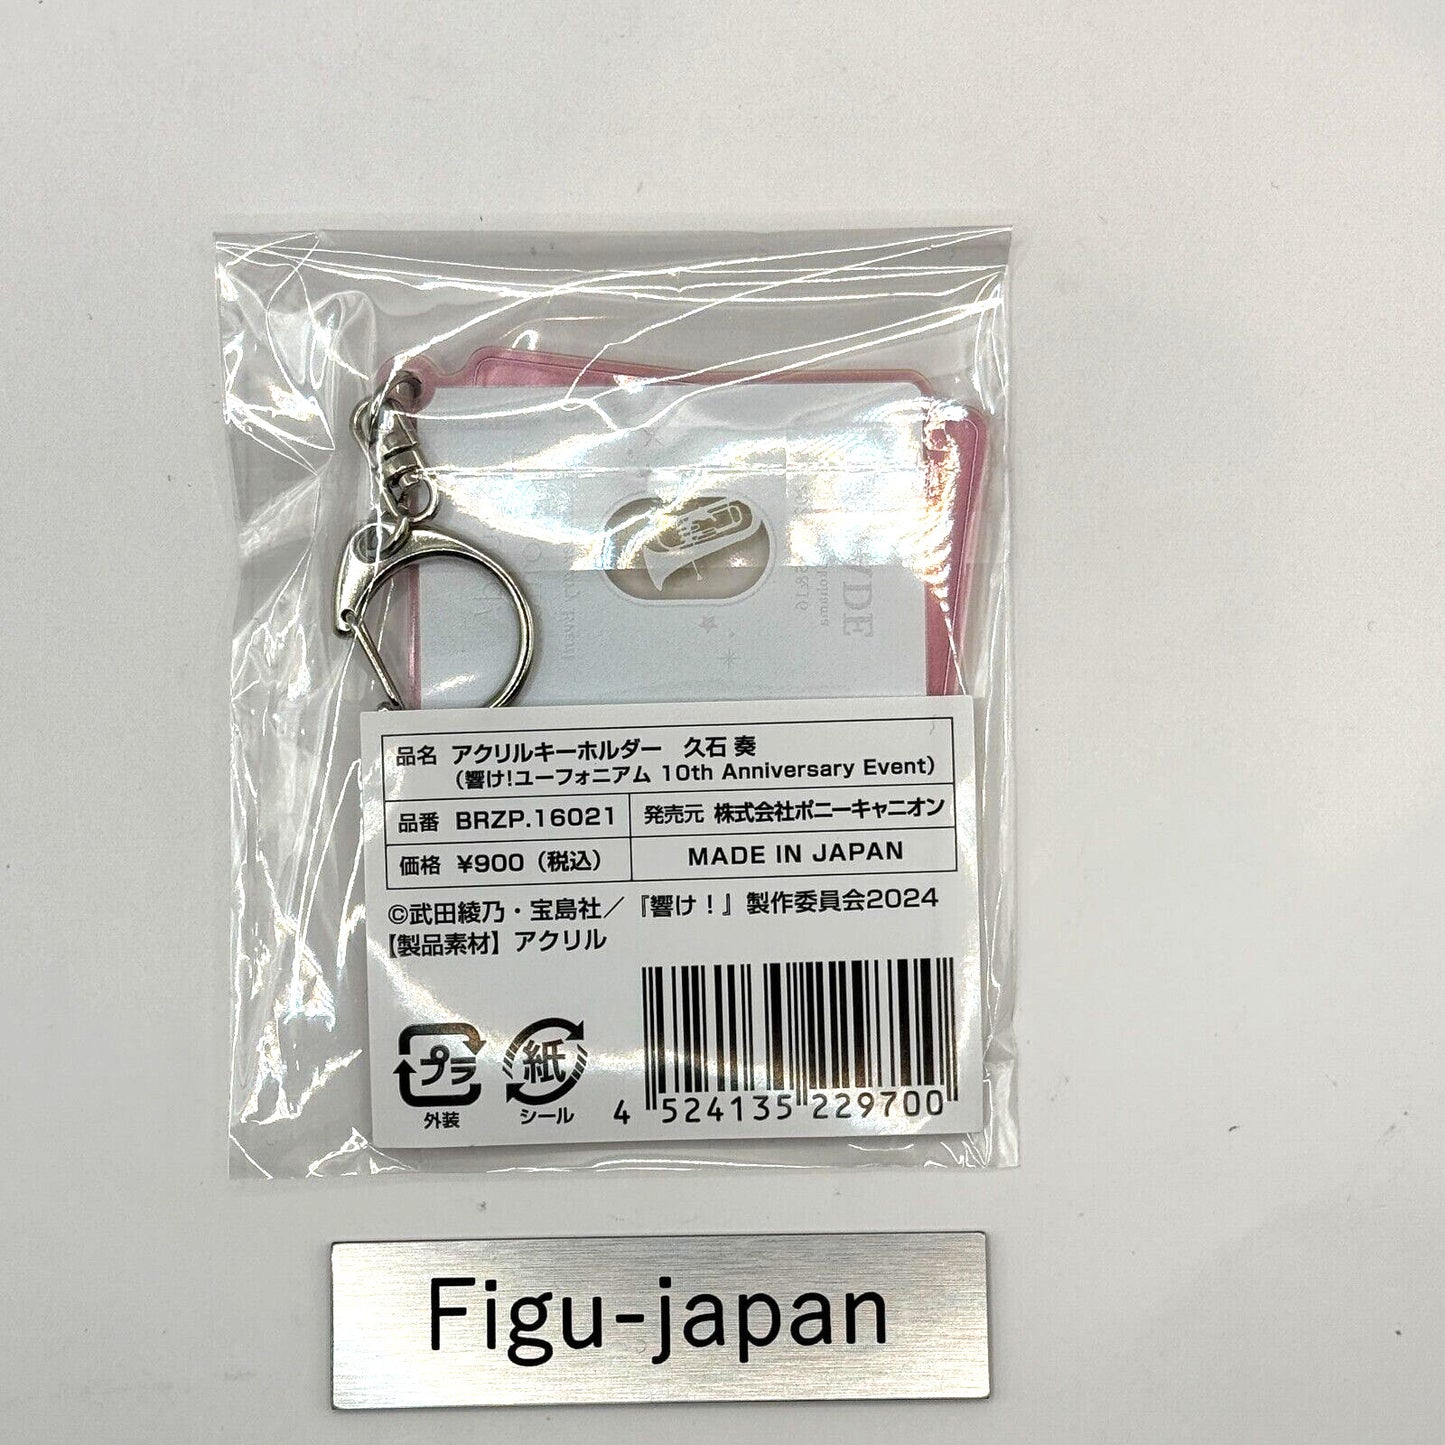 品名 アクリルキーホルダー 久石 奏
（響け!ユーフォニアム 10th Anniversary Event）
品番 BRZP.16021 発売元 株式会社ポニーキャニオン
価格 ¥900（税込） MADE IN JAPAN
©武田綾乃・宝島社／『響け！』製作委員会2024
【製品素材】アクリル
プラ 紙
外装 シール
4 524135 229700
Figu-japan